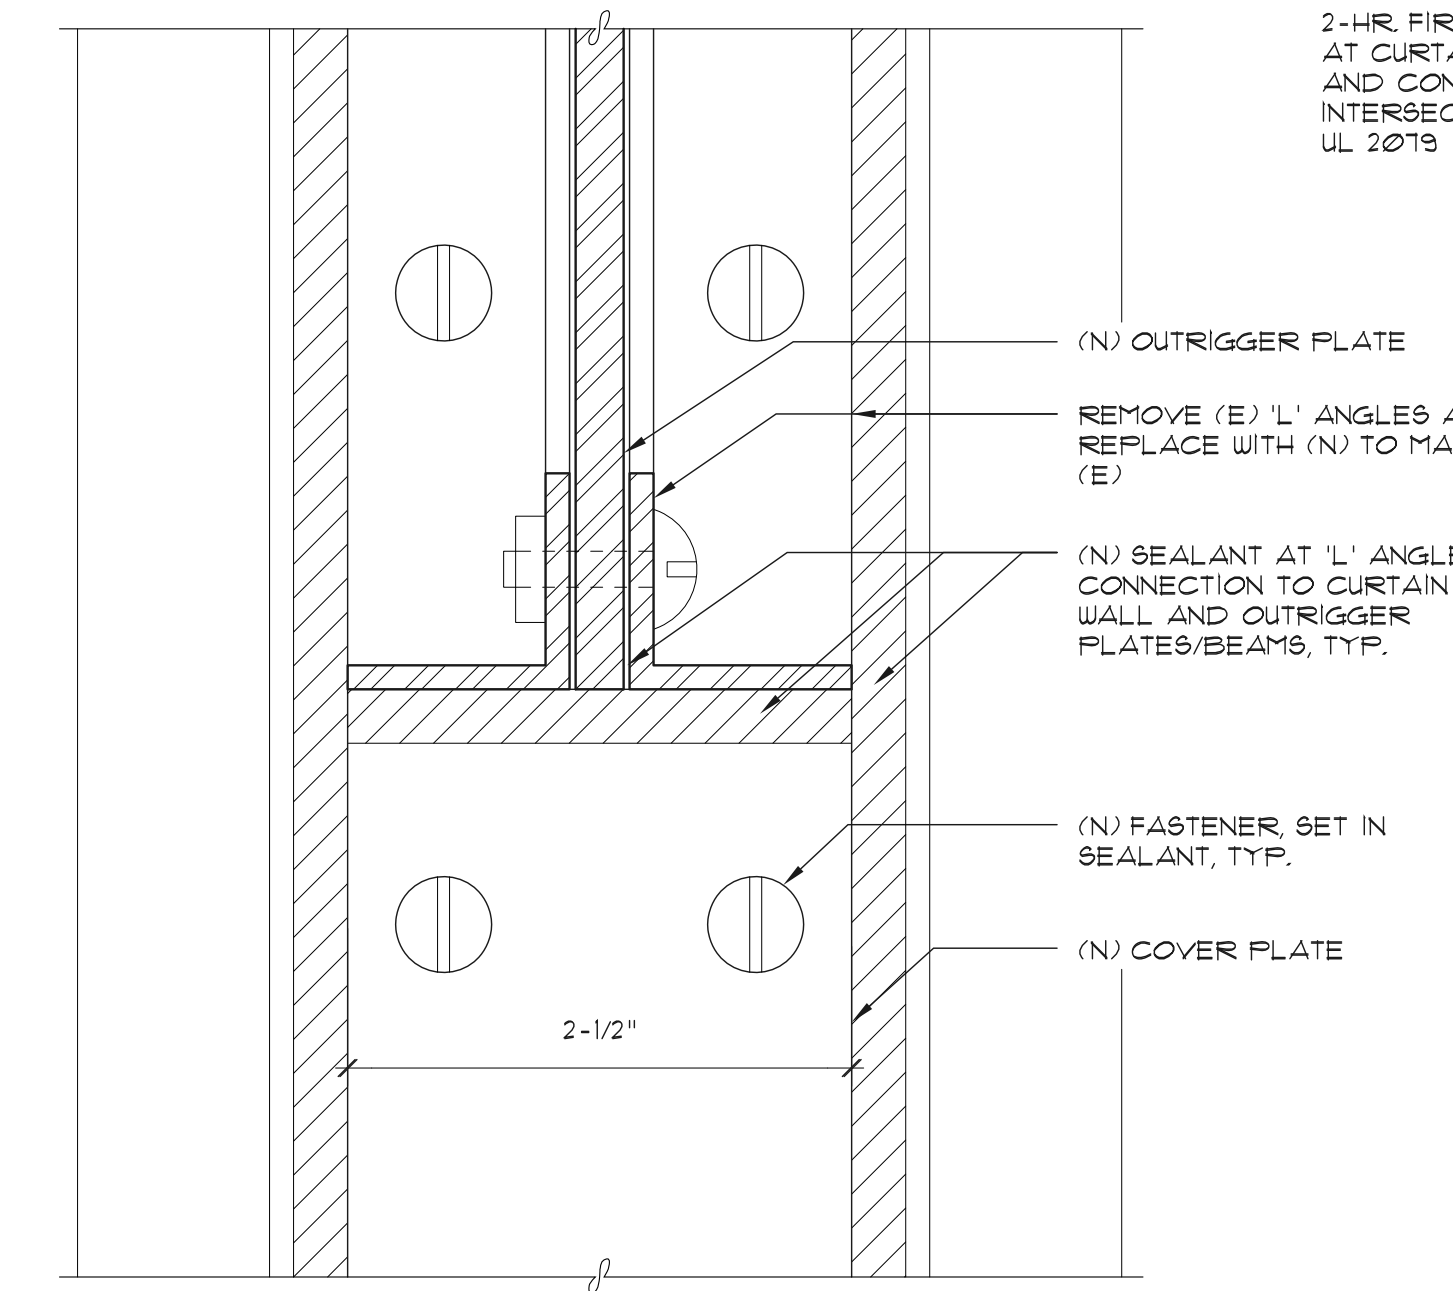 2-HR. FIR
AT CURTA
AND CON
INTERSEC
UL 2079
(N) OUTRIGGER PLATE
REMOVE (E) 'L' ANGLES A
REPLACE WITH (N) TO MA
(E)
(N) SEALANT AT 'L' ANGLE
CONNECTION TO CURTAIN
WALL AND OUTRIGGER
PLATES/BEAMS, TYP.
(N) FASTENER, SET IN
SEALANT, TYP.
(N) COVER PLATE
2-1/2"